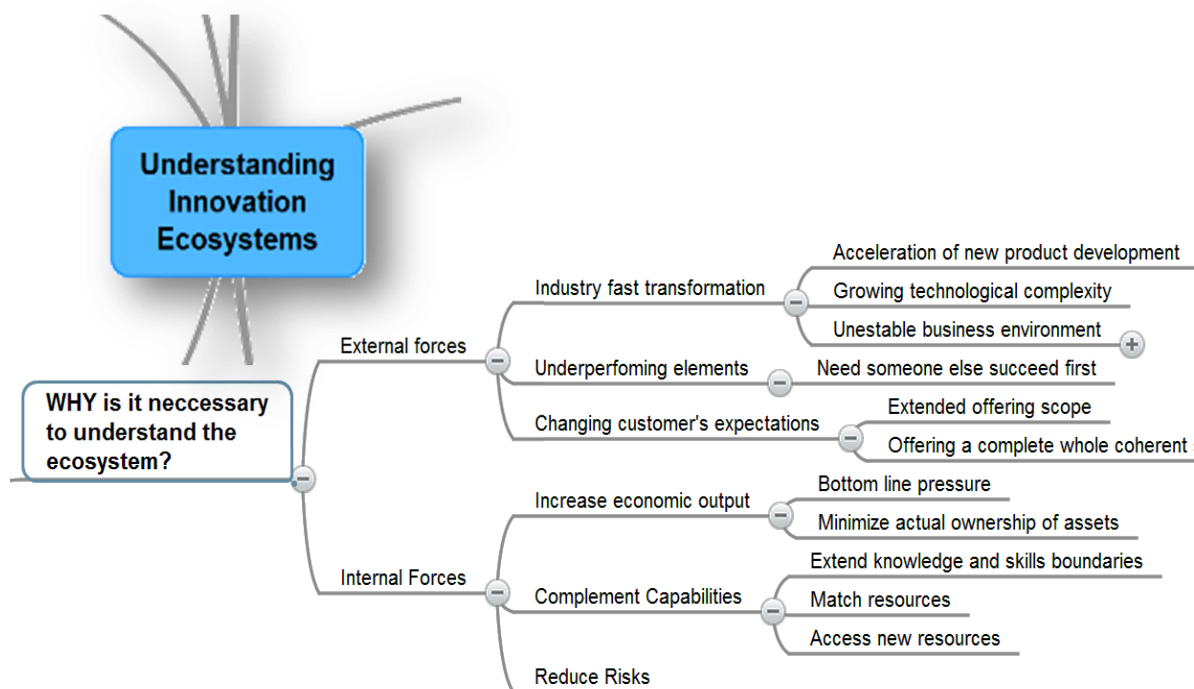 Understanding
Innovation
Ecosystems
WHY is it neccessary
to understand the
ecosystem?
External forces
Industry fast transformation
Acceleration of new product development
Growing technological complexity
Unestable business environment
Underperfoming elements
Need someone else succeed first
Changing customer's expectations
Extended offering scope
Offering a complete whole coherent
Internal Forces
Increase economic output
Bottom line pressure
Minimize actual ownership of assets
Complement Capabilities
Extend knowledge and skills boundaries
Match resources
Access new resources
Reduce Risks